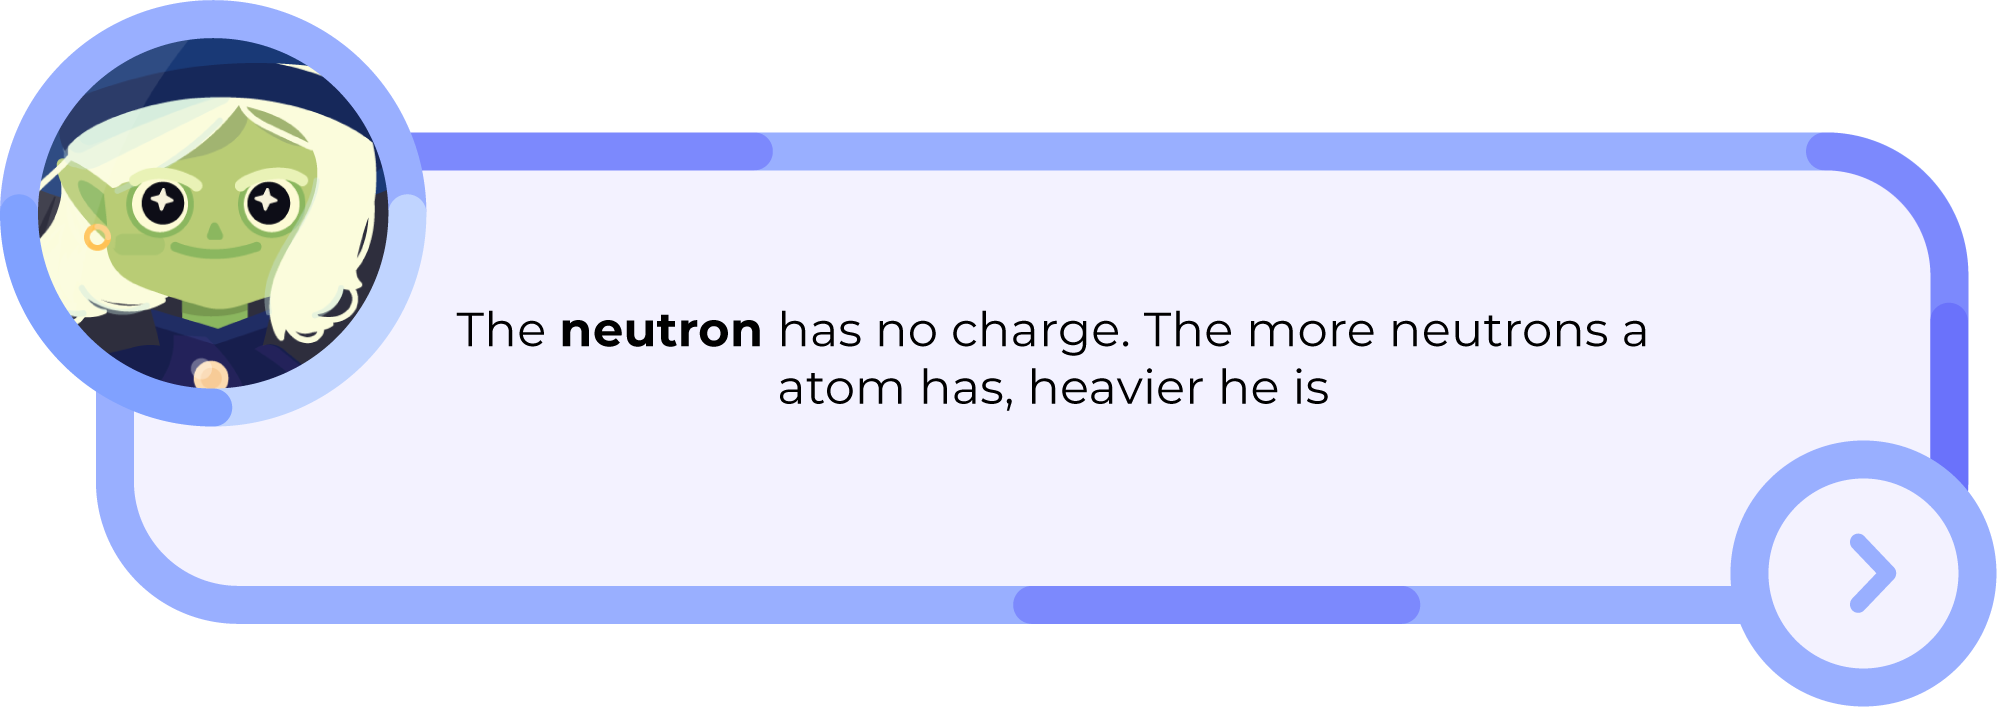 The neutron has no charge. The more neutrons a
atom has, heavier he is